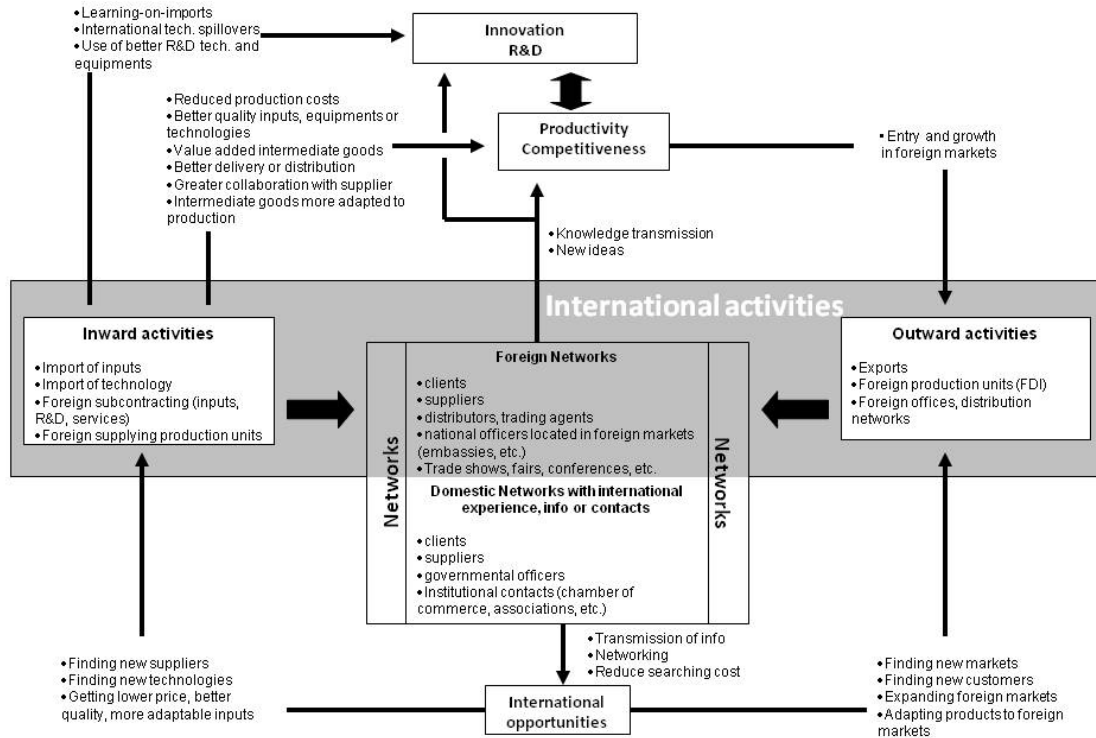 • Learning-on-imports
• International tech. spillovers
• Use of better R&D tech. and
equipments
Innovation
R&D
• Reduced production costs
• Better quality inputs, equipments or
technologies
• Value added intermediate goods
• Better delivery or distribution
• Greater collaboration with supplier
• Intermediate goods more adapted to
production
Productivity
Competitiveness
▪ Entry and growth
in foreign markets
• Knowledge transmission
• New ideas
International activities
Inward activities
• Import of inputs
• Import of technology
• Foreign subcontracting (inputs,
R&D, services)
• Foreign supplying production units
Networks
Foreign Networks
• clients
• suppliers
• distributors, trading agents
• national officers located in foreign markets
(embassies, etc.)
• Trade shows, fairs, conferences, etc.
Domestic Networks with international
experience, info or contacts
• clients
• suppliers
• governmental officers
• Institutional contacts (chamber of
commerce, associations, etc.)
Networks
Outward activities
• Exports
• Foreign production units (FDI)
• Foreign offices, distribution
networks
• Transmission of info
• Networking
• Reduce searching cost
• Finding new suppliers
• Finding new technologies
• Getting lower price, better
quality, more adaptable inputs
International
opportunities
• Finding new markets
• Finding new customers
• Expanding foreign markets
• Adapting products to foreign
markets